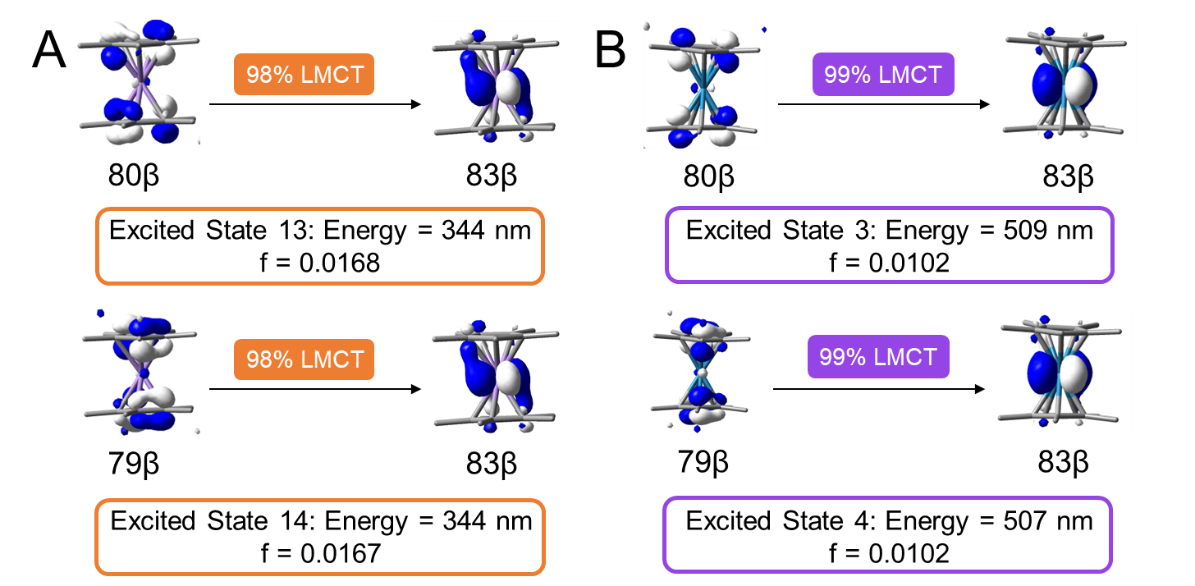 A
98% LMCT
80β
83β
Excited State 13: Energy = 344 nm
f = 0.0168
98% LMCT
79β
83β
Excited State 14: Energy = 344 nm
f = 0.0167
B
99% LMCT
80β
83β
Excited State 3: Energy = 509 nm
f = 0.0102
99% LMCT
79β
83β
Excited State 4: Energy = 507 nm
f = 0.0102